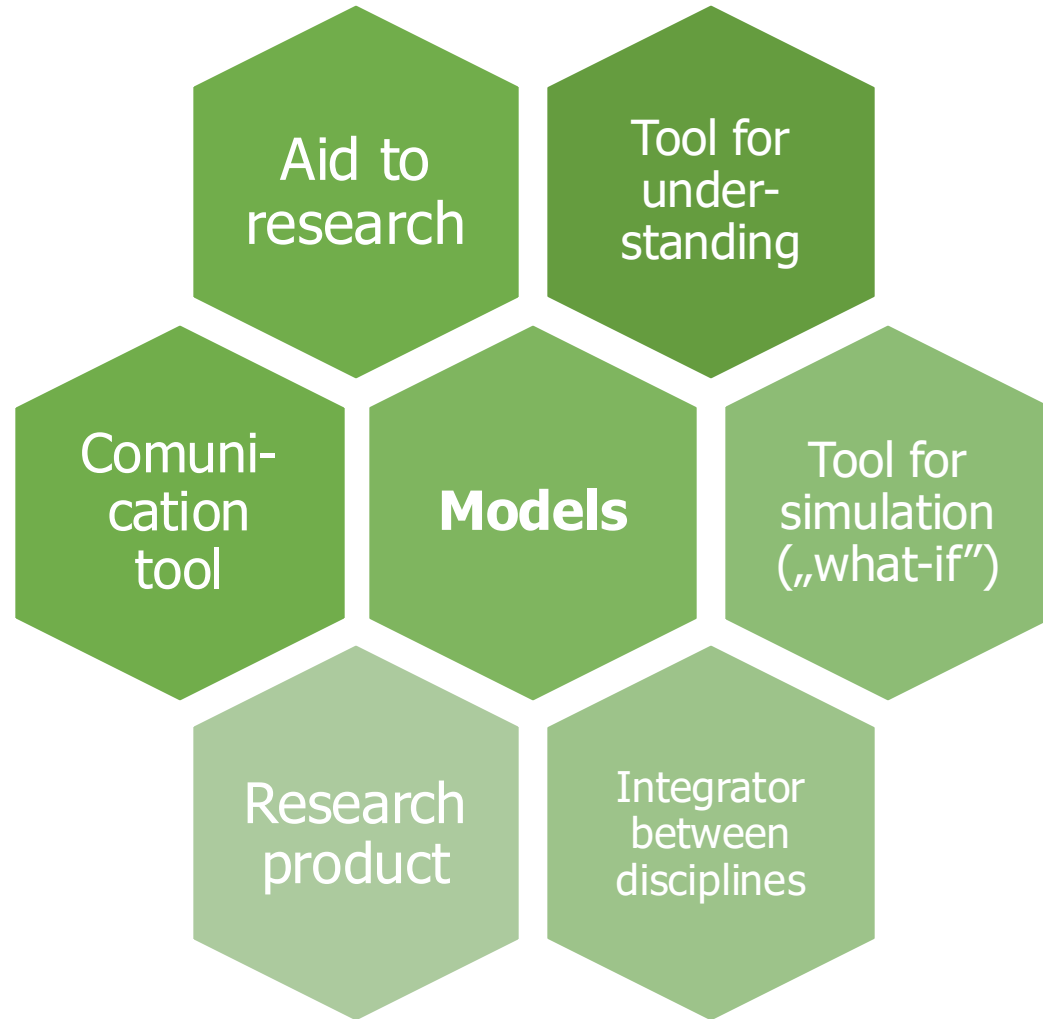 Aid to
research
Tool for
under-
standing
Comuni-
cation
tool
Models
Tool for
simulation
(„what-if”)
Research
product
Integrator
between
disciplines